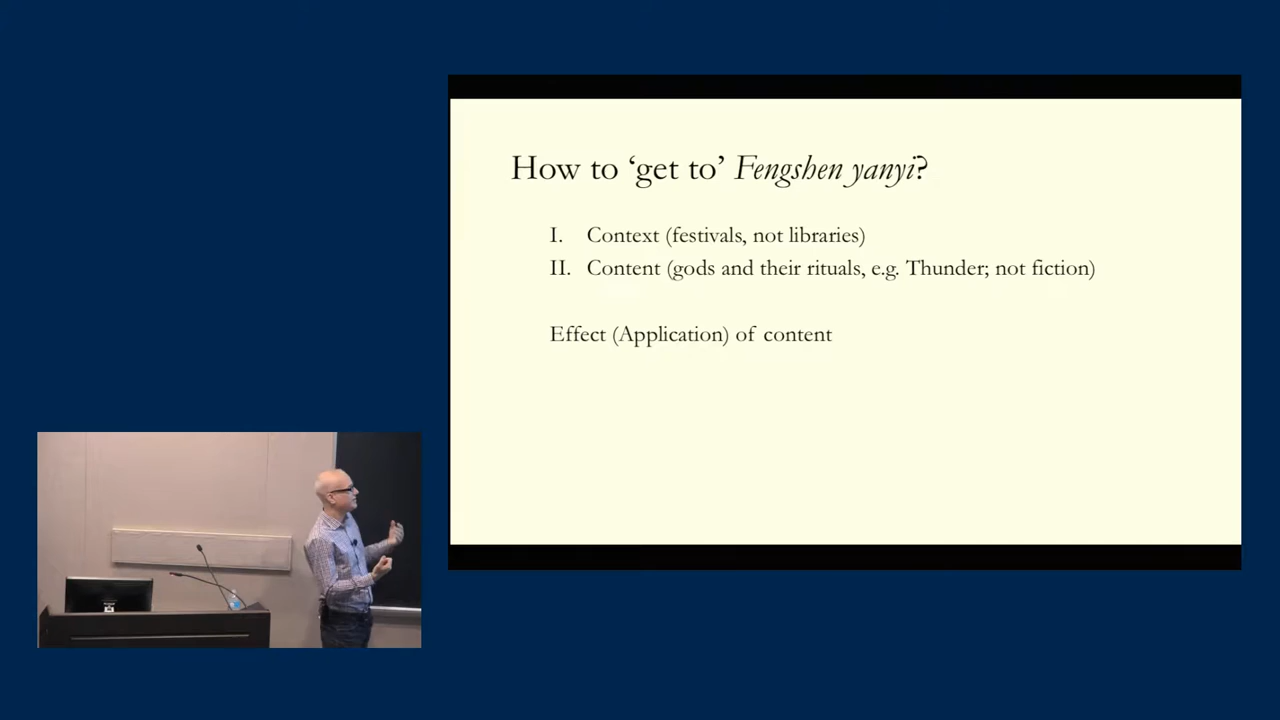 How to ‘get to’ Fengshen yanyi?
I. Context (festivals, not libraries)
II. Content (gods and their rituals, e.g. Thunder; not fiction)
Effect (Application) of content